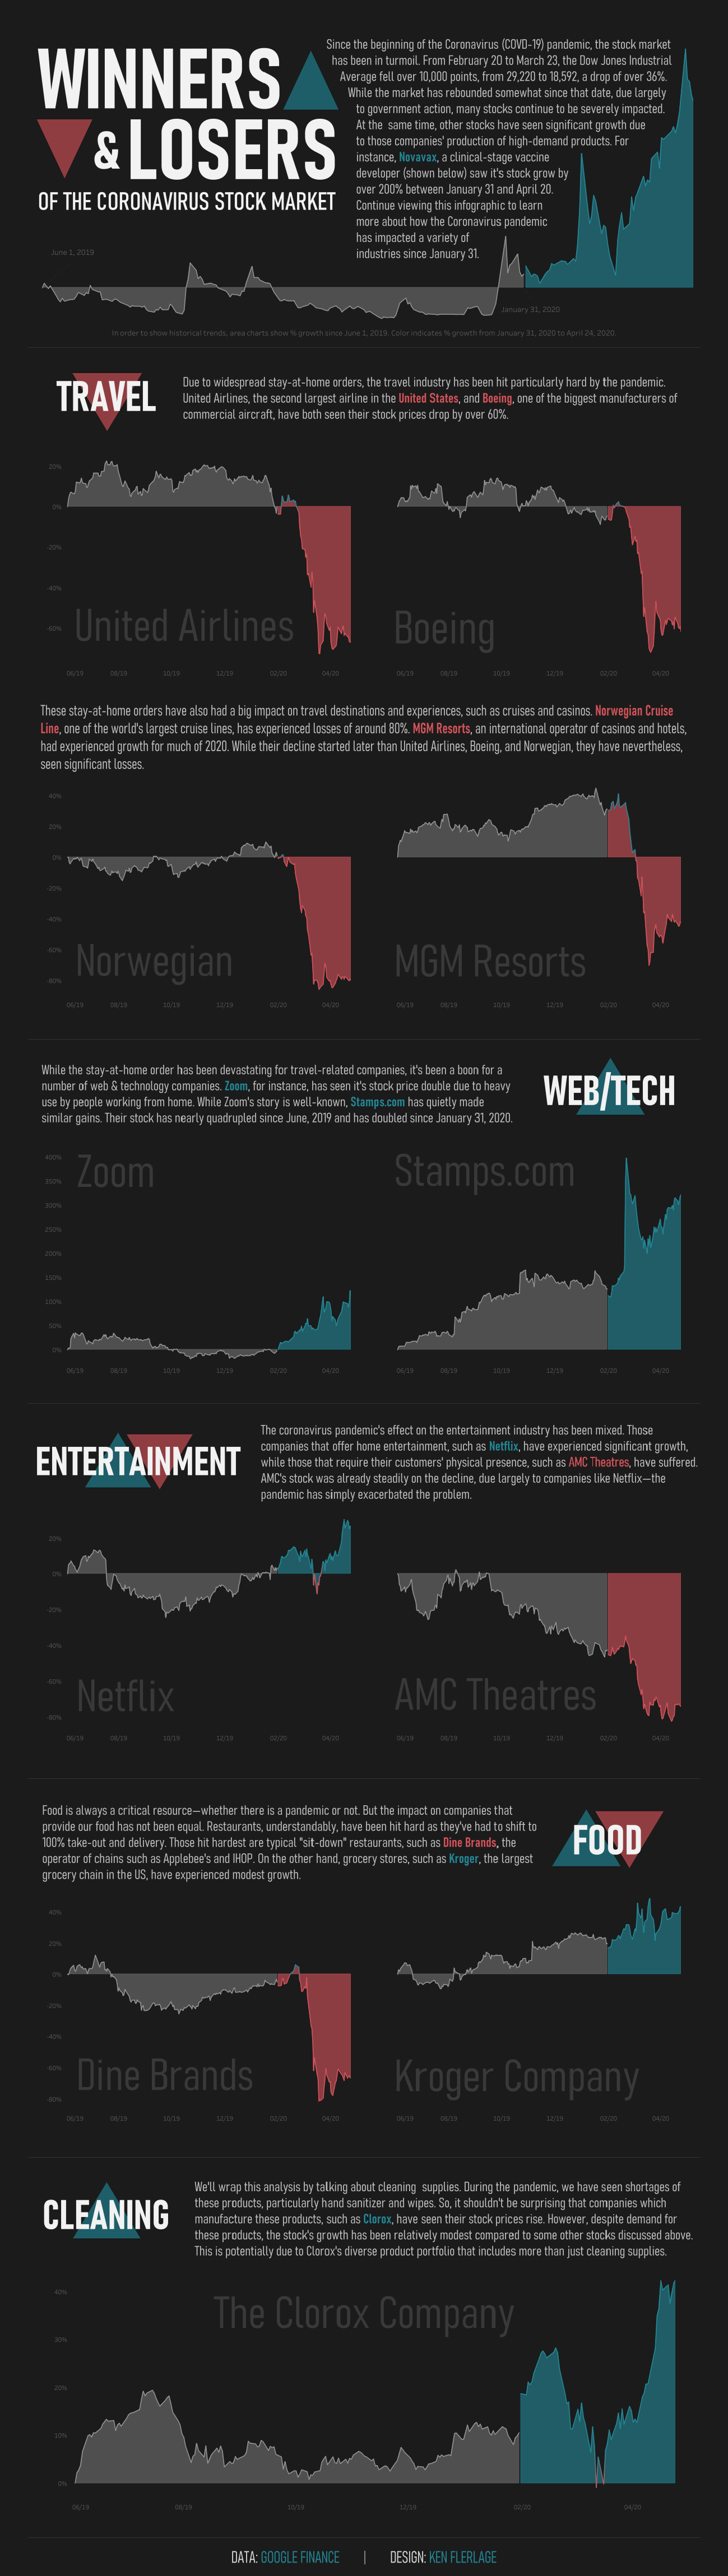 WINNERS
& LOSERS
OF THE CORONAVIRUS STOCK MARKET
Since the beginning of the Coronavirus (COVD-19) pandemic, the stock market
has been in turmoil. From February 20 to March 23, the Dow Jones Industrial
Average fell over 10,000 points, from 29,220 to 18,592, a drop of over 36%.
While the market has rebounded somewhat since that date, due largely
to government action, many stocks continue to be severely impacted.
At the same time, other stocks have seen significant growth due
to those companies' production of high-demand products. For
instance, Novavax, a clinical-stage vaccine
developer (shown below) saw it's stock grow by
over 200% between January 31 and April 20.
Continue viewing this infographic to learn
more about how the Coronavirus pandemic
has impacted a variety of
industries since January 31.
June 1, 2019
January 31, 2020
In order to show historical trends, area charts show % growth since June 1, 2019. Color indicates % growth from January 31, 2020 to April 24, 2020.
TRAVEL
Due to widespread stay-at-home orders, the travel industry has been hit particularly hard by the pandemic.
United Airlines, the second largest airline in the United States, and Boeing, one of the biggest manufacturers of
commercial aircraft, have both seen their stock prices drop by over 60%.
20%
0%
-20%
-40%
-60%
United Airlines
Boeing
06/19 08/19 10/19 12/19 02/20 04/20
06/19 08/19 10/19 12/19 02/20 04/20
These stay-at-home orders have also had a big impact on travel destinations and experiences, such as cruises and casinos. Norwegian Cruise
Line, one of the world's largest cruise lines, has experienced losses of around 80%. MGM Resorts, an international operator of casinos and hotels,
had experienced growth for much of 2020. While their decline started later than United Airlines, Boeing, and Norwegian, they have nevertheless,
seen significant losses.
40%
20%
0%
-20%
-40%
-60%
-80%
Norwegian
MGM Resorts
06/19 08/19 10/19 12/19 02/20 04/20
06/19 08/19 10/19 12/19 02/20 04/20
While the stay-at-home order has been devastating for travel-related companies, it's been a boon for a
number of web & technology companies. Zoom, for instance, has seen it's stock price double due to heavy
use by people working from home. While Zoom's story is well-known, Stamps.com has quietly made
similar gains. Their stock has nearly quadrupled since June, 2019 and has doubled since January 31, 2020.
WEB/TECH
400%
350%
300%
250%
200%
150%
100%
50%
0%
Zoom
Stamps.com
06/19 08/19 10/19 12/19 02/20 04/20
06/19 08/19 10/19 12/19 02/20 04/20
ENTERTAINMENT
The coronavirus pandemic's effect on the entertainment industry has been mixed. Those
companies that offer home entertainment, such as Netflix, have experienced significant growth,
while those that require their customers' physical presence, such as AMC Theatres, have suffered.
AMC's stock was already steadily on the decline, due largely to companies like Netflix—the
pandemic has simply exacerbated the problem.
20%
0%
-20%
-40%
-60%
-80%
Netflix
AMC Theatres
06/19 08/19 10/19 12/19 02/20 04/20
06/19 08/19 10/19 12/19 02/20 04/20
Food is always a critical resource—whether there is a pandemic or not. But the impact on companies that
provide our food has not been equal. Restaurants, understandably, have been hit hard as they've had to shift to
100% take-out and delivery. Those hit hardest are typical "sit-down" restaurants, such as Dine Brands, the
operator of chains such as Applebee's and IHOP. On the other hand, grocery stores, such as Kroger, the largest
grocery chain in the US, have experienced modest growth.
FOOD
40%
20%
0%
-20%
-40%
-60%
-80%
Dine Brands
Kroger Company
06/19 08/19 10/19 12/19 02/20 04/20
06/19 08/19 10/19 12/19 02/20 04/20
CLEANING
We'll wrap this analysis by talking about cleaning supplies. During the pandemic, we have seen shortages of
these products, particularly hand sanitizer and wipes. So, it shouldn't be surprising that companies which
manufacture these products, such as Clorox, have seen their stock prices rise. However, despite demand for
these products, the stock's growth has been relatively modest compared to some other stocks discussed above.
This is potentially due to Clorox's diverse product portfolio that includes more than just cleaning supplies.
The Clorox Company
40%
30%
20%
10%
0%
06/19 08/19 10/19 12/19 02/20 04/20
DATA: GOOGLE FINANCE | DESIGN: KEN FLERLAGE